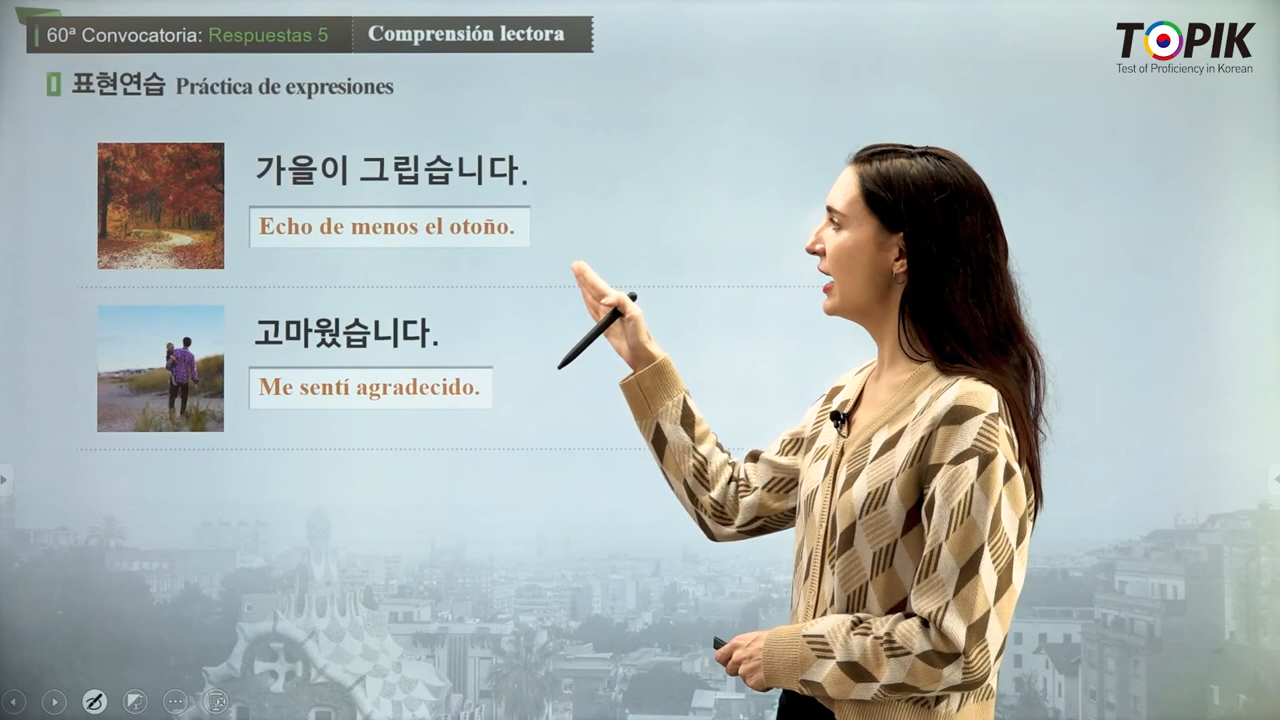 60ª Convocatoria: Respuestas 5
Comprensión lectora
TOPIK
Test of Proficiency in Korean
표현연습 Práctica de expresiones
가을이 그립습니다.
Echo de menos el otoño.
고마웠습니다.
Me sentí agradecido.